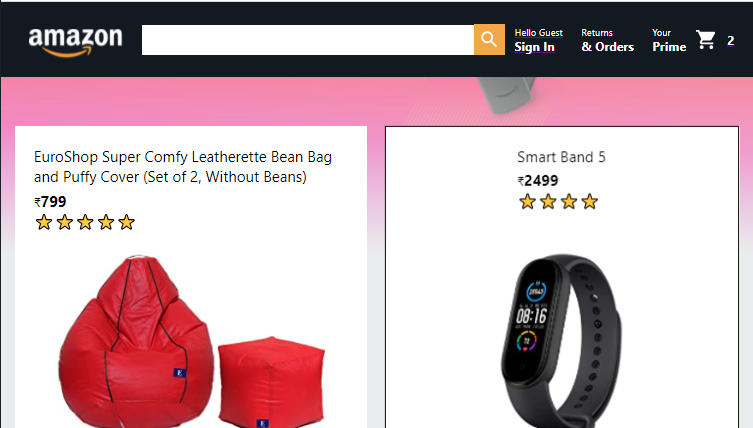 amazon
Hello Guest
Sign In
Returns
& Orders
Your
Prime
2
EuroShop Super Comfy Leatherette Bean Bag
and Puffy Cover (Set of 2, Without Beans)
₹799
Smart Band 5
₹2499
E
E
08:16
72